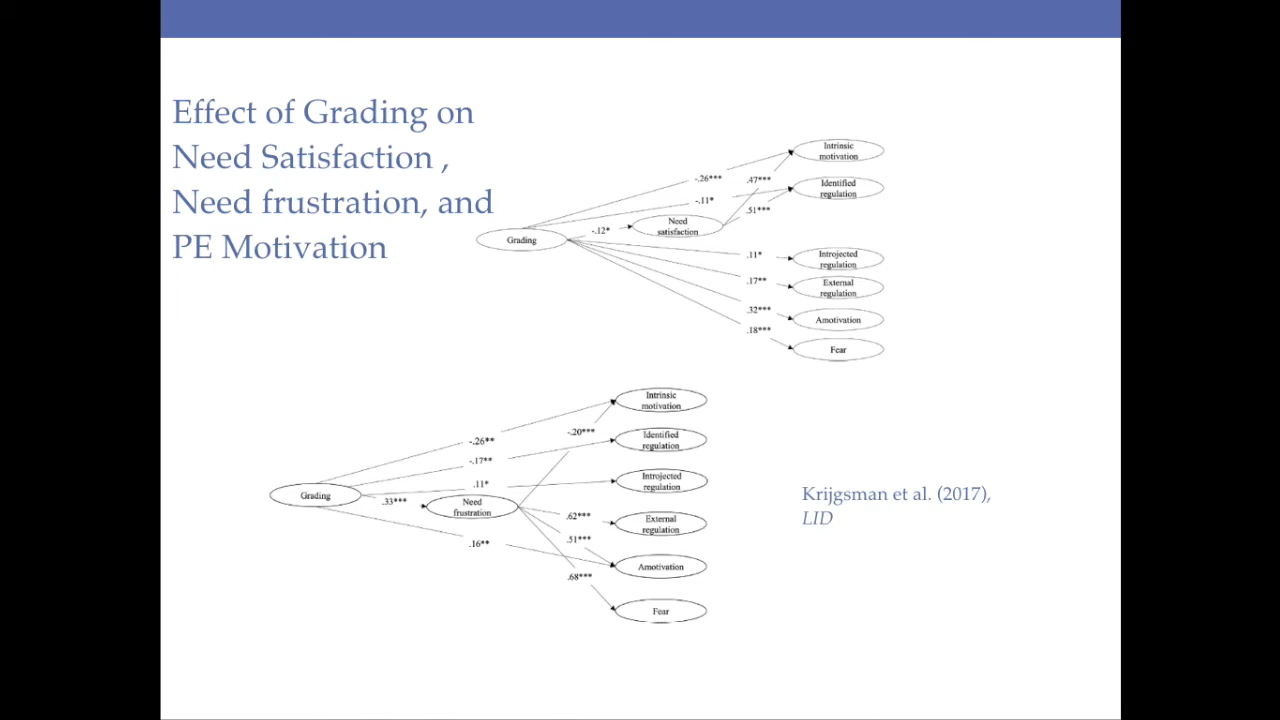 Effect of Grading on
Need Satisfaction ,
Need frustration, and
PE Motivation
Intrinsic
motivation
-.26***
.47***
Identified
regulation
-.11*
.51***
Need
satisfaction
-.12*
Grading
.11*
Introjected
regulation
.17**
External
regulation
.32***
Amotivation
.18***
Fear
Intrinsic
motivation
-.20***
-.26**
Identified
regulation
-.17**
.11*
Introjected
regulation
Grading
.33***
Need
frustration
.62***
External
regulation
.51***
.16**
Amotivation
.68***
Fear
Krijgsman et al. (2017),
LID